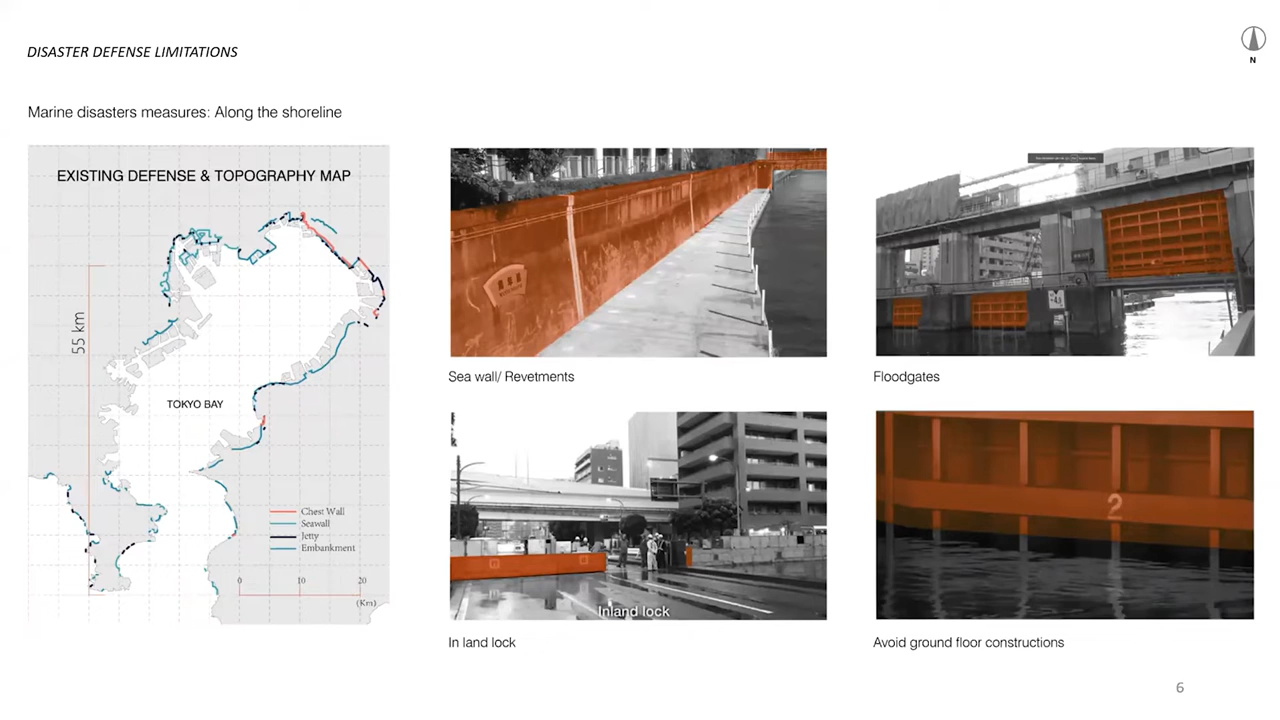 DISASTER DEFENSE LIMITATIONS
N
Marine disasters measures: Along the shoreline
EXISTING DEFENSE & TOPOGRAPHY MAP
55 km
TOKYO BAY
Chest Wall
Seawall
Jetty
Embankment
0 10 20
(Km)
Sea wall/ Revetments
Floodgates
Inland lock
In land lock
2
Avoid ground floor constructions
6